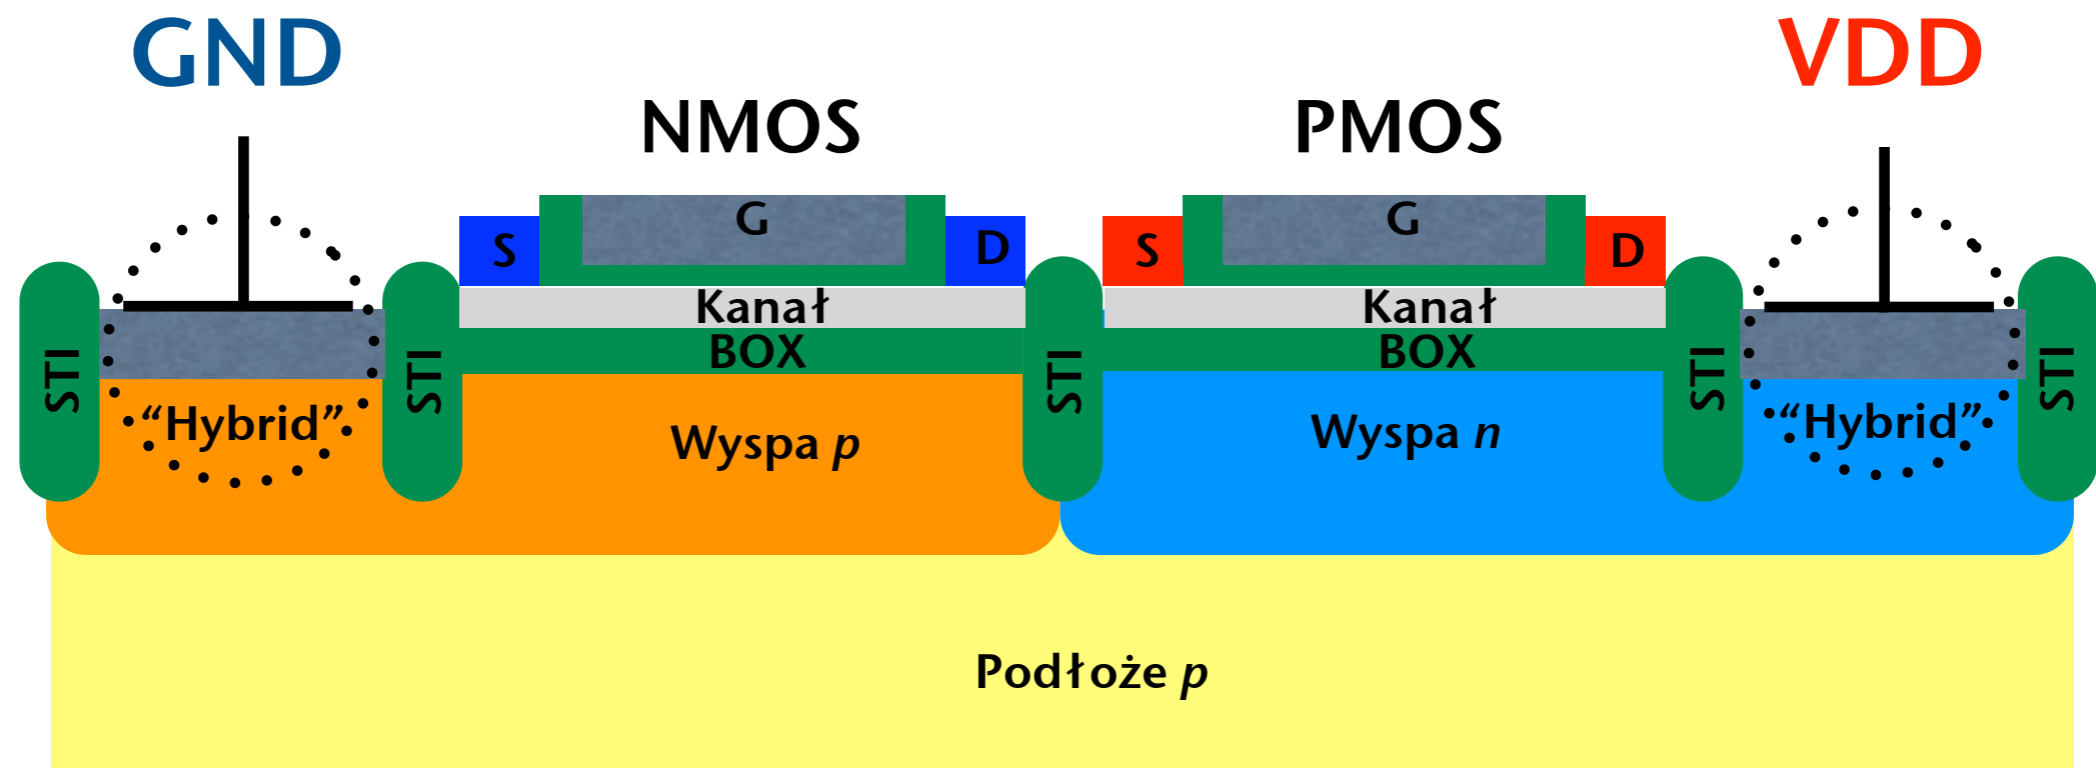 GND
VDD
NMOS
PMOS
G
G
S
D
S
D
Kanał
Kanał
BOX
BOX
STI
STI
STI
STI
STI
“Hybrid”
Wyspa p
Wyspa n
“Hybrid”
Podłoże p